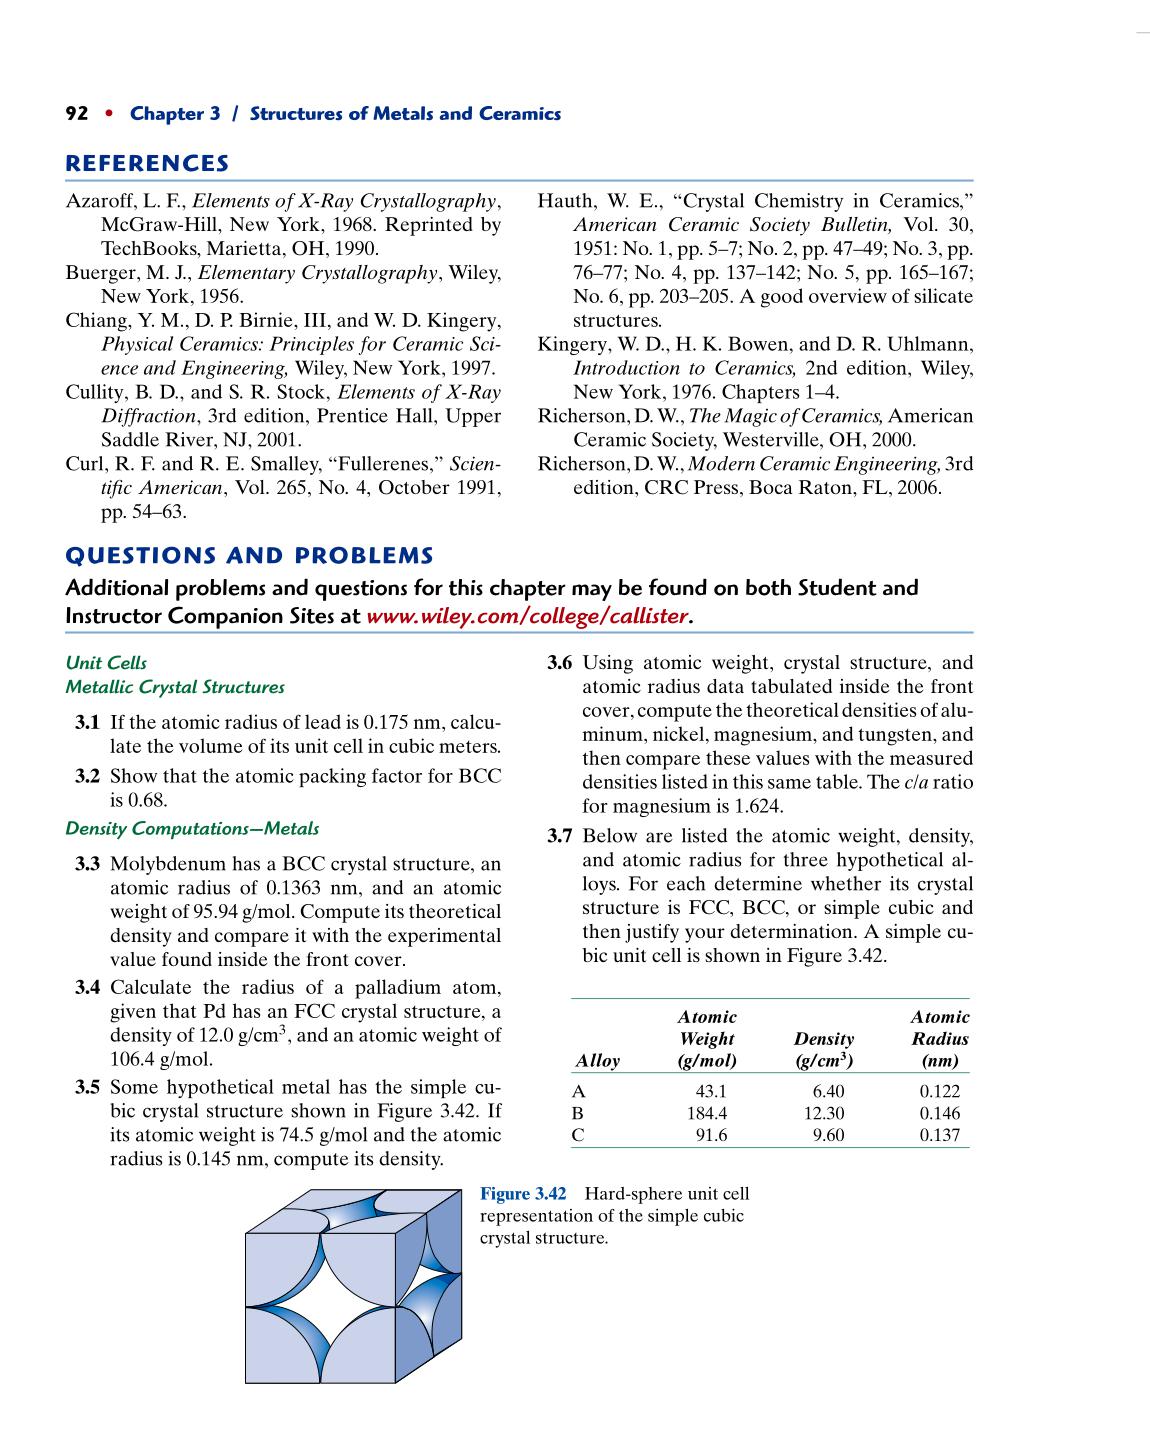 92 • Chapter 3 / Structures of Metals and Ceramics
REFERENCES
Azaroff, L. F., Elements of X-Ray Crystallography,
McGraw-Hill, New York, 1968. Reprinted by
TechBooks, Marietta, OH, 1990.
Buerger, M. J., Elementary Crystallography, Wiley,
New York, 1956.
Chiang, Y. M., D. P. Birnie, III, and W. D. Kingery,
Physical Ceramics: Principles for Ceramic Sci-
ence and Engineering, Wiley, New York, 1997.
Cullity, B. D., and S. R. Stock, Elements of X-Ray
Diffraction, 3rd edition, Prentice Hall, Upper
Saddle River, NJ, 2001.
Curl, R. F. and R. E. Smalley, “Fullerenes,” Scien-
tific American, Vol. 265, No. 4, October 1991,
pp. 54–63.
Hauth, W. E., “Crystal Chemistry in Ceramics,”
American Ceramic Society Bulletin, Vol. 30,
1951: No. 1, pp. 5–7; No. 2, pp. 47–49; No. 3, pp.
76–77; No. 4, pp. 137–142; No. 5, pp. 165–167;
No. 6, pp. 203–205. A good overview of silicate
structures.
Kingery, W. D., H. K. Bowen, and D. R. Uhlmann,
Introduction to Ceramics, 2nd edition, Wiley,
New York, 1976. Chapters 1–4.
Richerson, D. W., The Magic of Ceramics, American
Ceramic Society, Westerville, OH, 2000.
Richerson, D. W., Modern Ceramic Engineering, 3rd
edition, CRC Press, Boca Raton, FL, 2006.
QUESTIONS AND PROBLEMS
Additional problems and questions for this chapter may be found on both Student and
Instructor Companion Sites at www.wiley.com/college/callister.
Unit Cells
Metallic Crystal Structures
3.1 If the atomic radius of lead is 0.175 nm, calcu-
late the volume of its unit cell in cubic meters.
3.2 Show that the atomic packing factor for BCC
is 0.68.
Density Computations—Metals
3.3 Molybdenum has a BCC crystal structure, an
atomic radius of 0.1363 nm, and an atomic
weight of 95.94 g/mol. Compute its theoretical
density and compare it with the experimental
value found inside the front cover.
3.4 Calculate the radius of a palladium atom,
given that Pd has an FCC crystal structure, a
density of 12.0 g/cm³, and an atomic weight of
106.4 g/mol.
3.5 Some hypothetical metal has the simple cu-
bic crystal structure shown in Figure 3.42. If
its atomic weight is 74.5 g/mol and the atomic
radius is 0.145 nm, compute its density.
3.6 Using atomic weight, crystal structure, and
atomic radius data tabulated inside the front
cover, compute the theoretical densities of alu-
minum, nickel, magnesium, and tungsten, and
then compare these values with the measured
densities listed in this same table. The c/a ratio
for magnesium is 1.624.
3.7 Below are listed the atomic weight, density,
and atomic radius for three hypothetical al-
loys. For each determine whether its crystal
structure is FCC, BCC, or simple cubic and
then justify your determination. A simple cu-
bic unit cell is shown in Figure 3.42.
Atomic Atomic
Weight Density Radius
Alloy (g/mol) (g/cm³) (nm)
A 43.1 6.40 0.122
B 184.4 12.30 0.146
C 91.6 9.60 0.137
Figure 3.42 Hard-sphere unit cell
representation of the simple cubic
crystal structure.